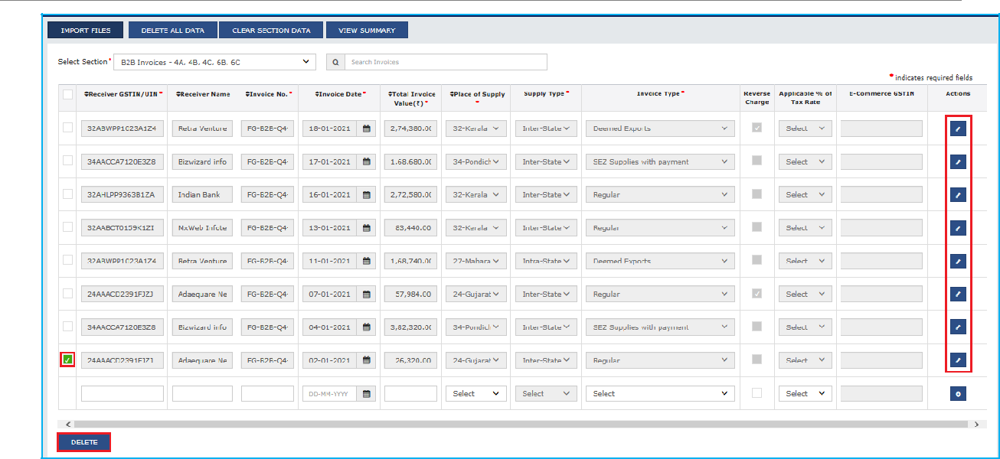 IMPORT FILES DELETE ALL DATA CLEAR SECTION DATA VIEW SUMMARY
Select Section* B2B Invoices - 4A, 4B, 4C, 6B, 6C Search Invoices
* indicates required fields
Receiver GSTIN/UIN * Receiver Name Invoice No. * Invoice Date * Total Invoice Value(₹) * Place of Supply * Supply Type * Invoice Type * Reverse Charge Applicable % of Tax Rate E-Commerce GSTIN Actions
32ABWPP1023A1Z4 Retra Venture FG-B2B-Q4- 18-01-2021 2,74,380.00 32-Kerala Inter-State Deemed Exports Select
34AACCA7120E3Z8 Bizwizard info FG-B2B-Q4- 17-01-2021 1,68,680.00 34-Pondich Inter-State SEZ Supplies with payment Select
32AHLPP9363B1ZA Indian Bank FG-B2B-Q4- 16-01-2021 2,72,580.00 32-Kerala Inter-State Regular Select
32AABCT0159K1ZI MxWeb Infote FG-B2B-Q4- 13-01-2021 83,440.00 32-Kerala Inter-State Regular Select
32ABWPP1023A1Z4 Retra Venture FG-B2B-Q4- 11-01-2021 1,68,740.00 27-Mahara Intra-State Deemed Exports Select
Adaequare Ne FG-B2B-Q4- 07-01-2021 57,984.00 24-Gujarat Inter-State Regular Select
34AACCA7120E3Z8 Bizwizard info FG-B2B-Q4- 04-01-2021 3,82,320.00 34-Pondich Inter-State SEZ Supplies with payment Select
Adaequare Ne FG-B2B-Q4- 02-01-2021 26,320.00 24-Gujarat Inter-State Regular Select
DD-MM-YYYY Select Select Select Select
DELETE